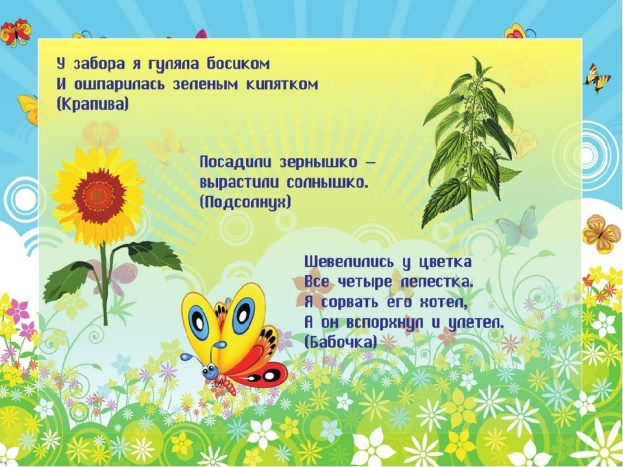 У забора я гуляла босиком
И ошпарилась зеленым кипятком
(Крапива)
Посадили зернышко –
вырастили солнышко.
(Подсолнух)
Шевелились у цветка
Все четыре лепестка.
Я сорвать его хотел,
А он вспорхнул и улетел.
(Бабочка)